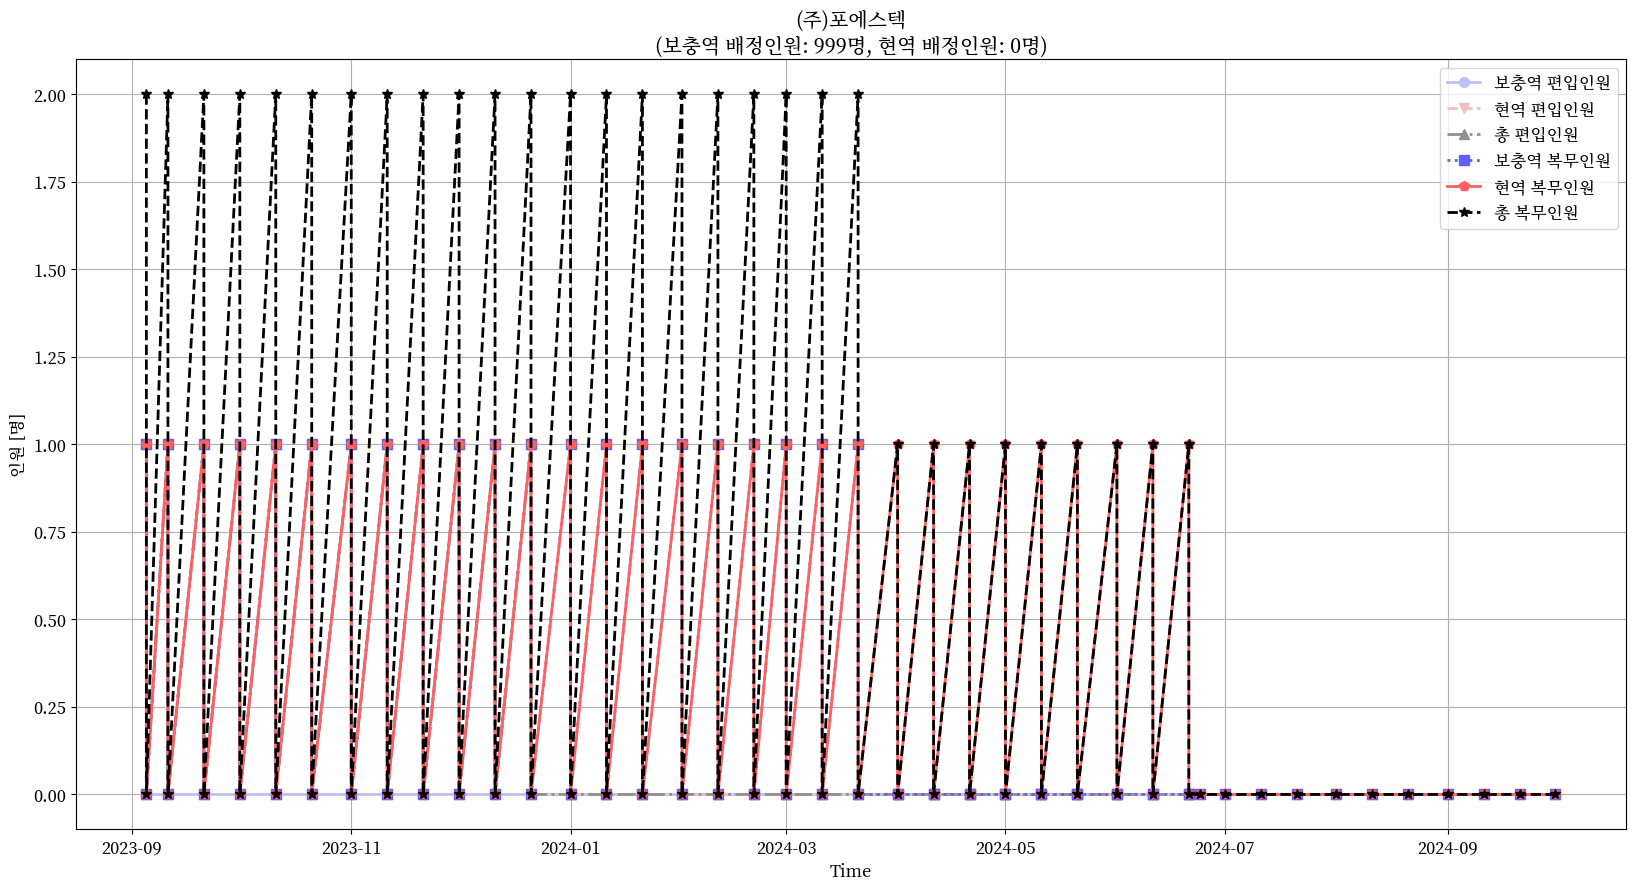 (주)포에스텍
(보충역 배정인원: 999명, 현역 배정인원: 0명)
보충역 편입인원
현역 편입인원
총 편입인원
보충역 복무인원
현역 복무인원
총 복무인원
2.00
1.75
1.50
1.25
1.00
0.75
0.50
0.25
0.00
인원 [명]
2023-09 2023-11 2024-01 2024-03 2024-05 2024-07 2024-09
Time